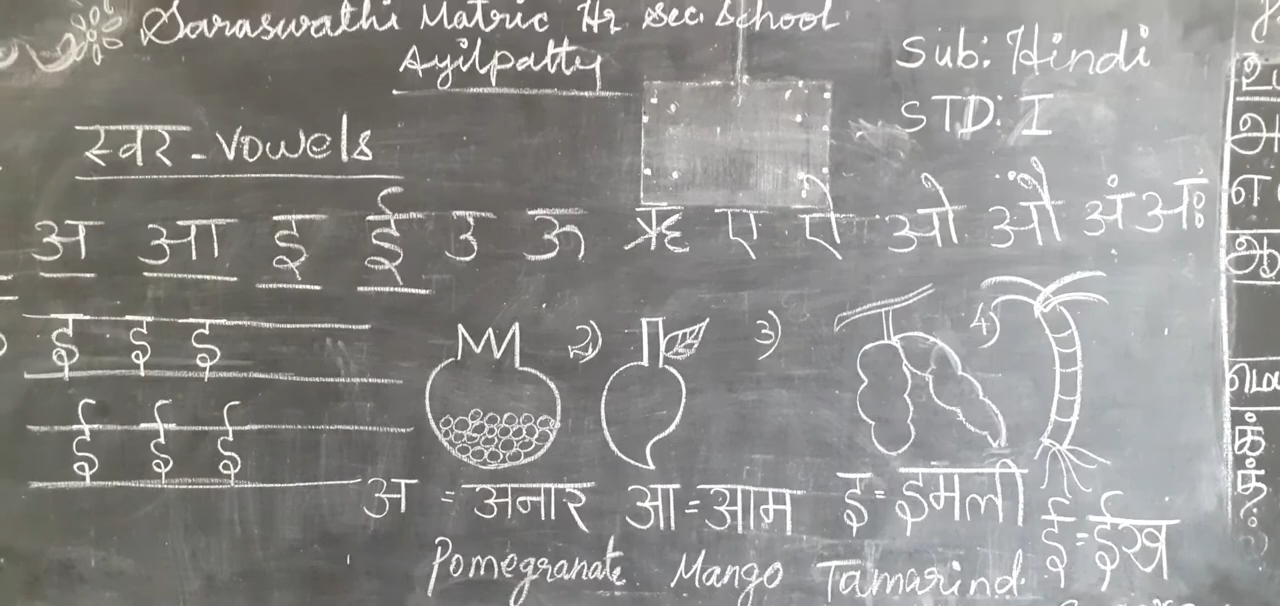 Saraswathi Matric Hr Sec. School
Ayilpatty
Sub: Hindi
STD: I
स्वर - vowels
अ आ इ ई उ ऊ ऋ ए ऐ ओ औ अं अः
इ इ इ
ई ई ई
2) 3) 4)
अ = अनार आ = आम इ = इमली ई = ईख
Pomegranate Mango Tamarind